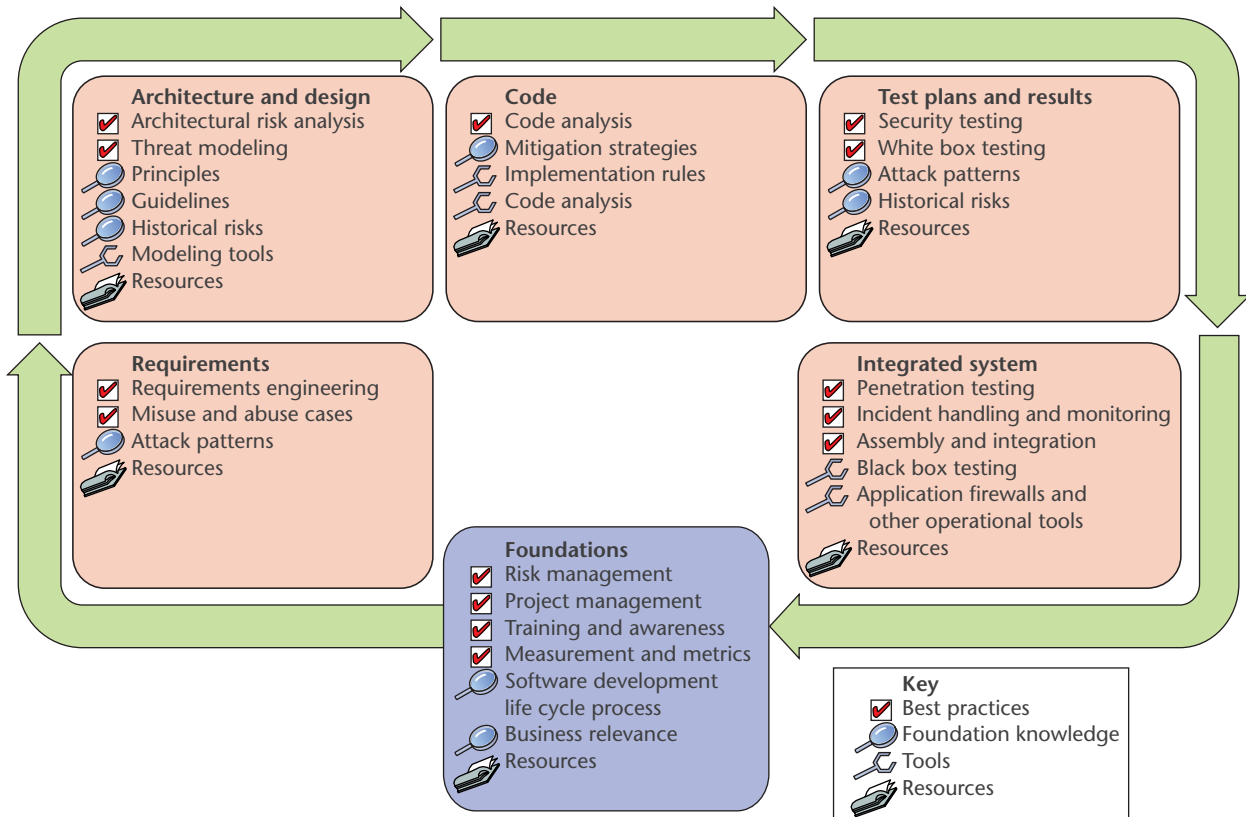 Architecture and design
Architectural risk analysis
Threat modeling
Principles
Guidelines
Historical risks
Modeling tools
Resources
Code
Code analysis
Mitigation strategies
Implementation rules
Code analysis
Resources
Test plans and results
Security testing
White box testing
Attack patterns
Historical risks
Resources
Requirements
Requirements engineering
Misuse and abuse cases
Attack patterns
Resources
Integrated system
Penetration testing
Incident handling and monitoring
Assembly and integration
Black box testing
Application firewalls and
other operational tools
Resources
Foundations
Risk management
Project management
Training and awareness
Measurement and metrics
Software development
life cycle process
Business relevance
Resources
Key
Best practices
Foundation knowledge
Tools
Resources